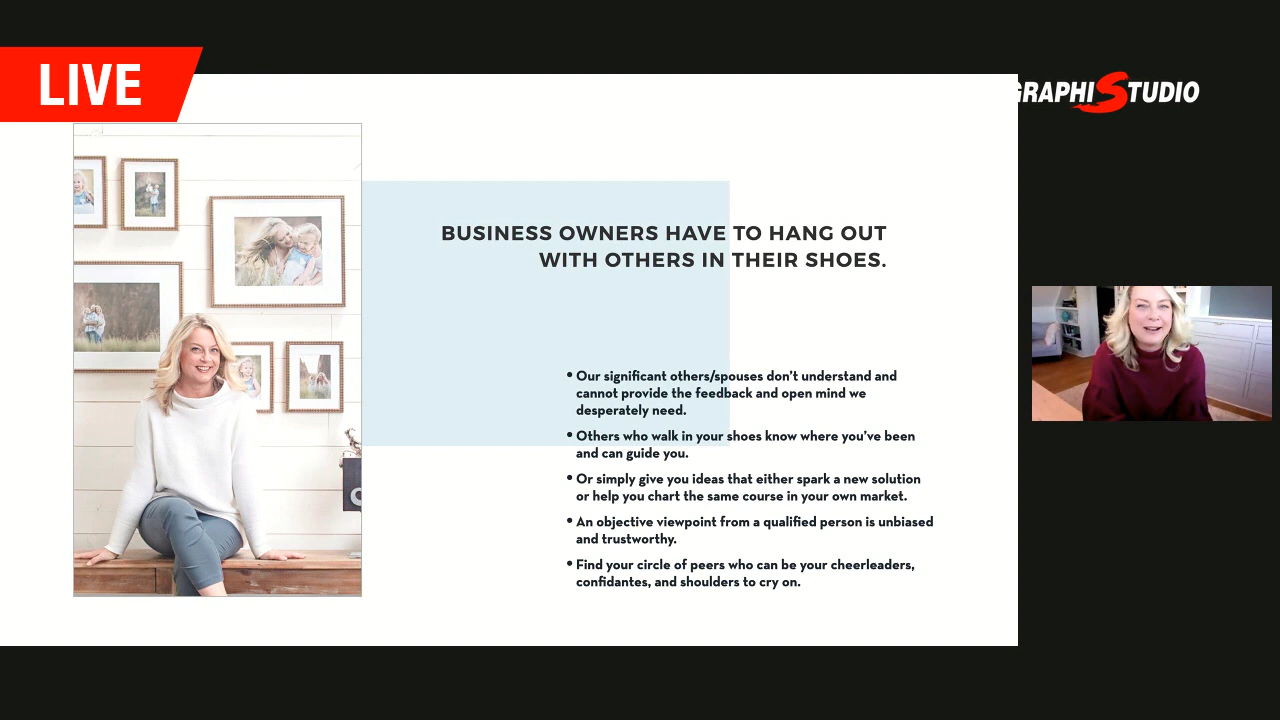 LIVE
GRAPHISTUDIO
BUSINESS OWNERS HAVE TO HANG OUT
WITH OTHERS IN THEIR SHOES.
• Our significant others/spouses don't understand and
cannot provide the feedback and open mind we
desperately need.
• Others who walk in your shoes know where you've been
and can guide you.
• Or simply give you ideas that either spark a new solution
or help you chart the same course in your own market.
• An objective viewpoint from a qualified person is unbiased
and trustworthy.
• Find your circle of peers who can be your cheerleaders,
confidantes, and shoulders to cry on.